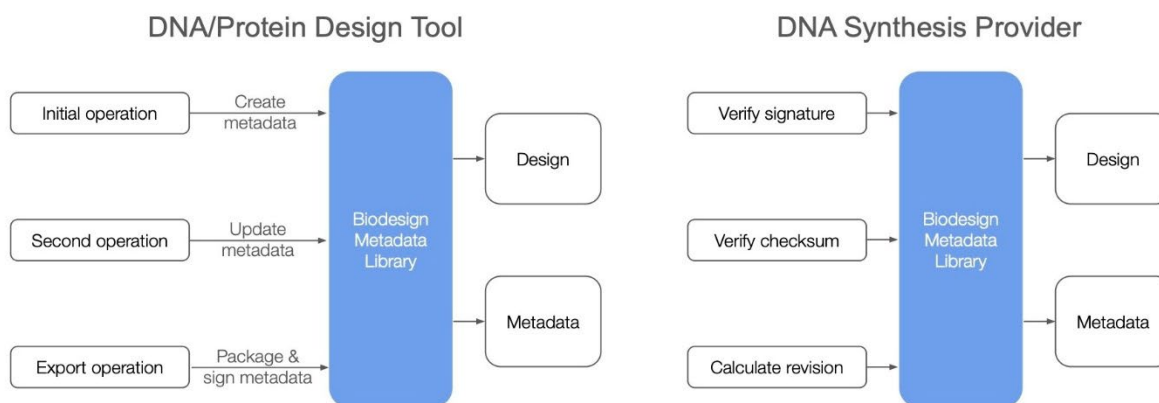 DNA/Protein Design Tool
Initial operation
Create
metadata
Second operation
Update
metadata
Export operation
Package &
sign metadata
Biodesign
Metadata
Library
Design
Metadata
DNA Synthesis Provider
Verify signature
Verify checksum
Calculate revision
Biodesign
Metadata
Library
Design
Metadata